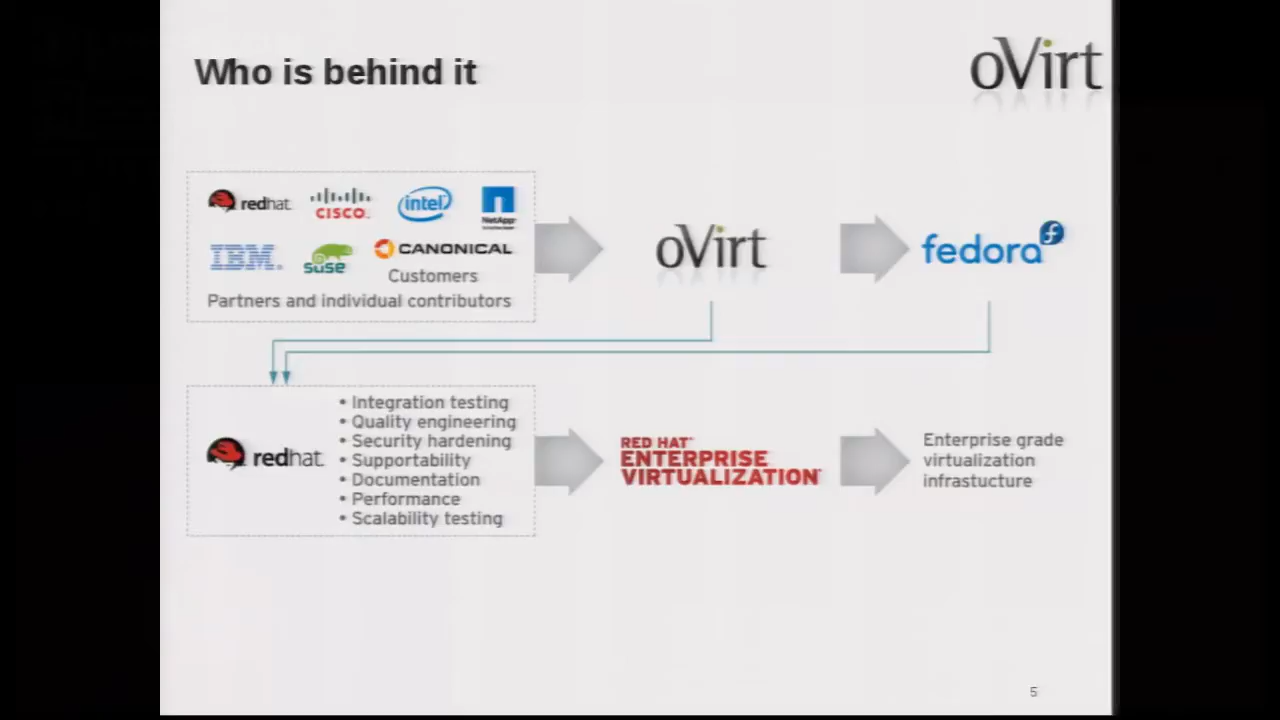 Who is behind it
oVirt
redhat.
CISCO.
intel
NetApp
IBM.
suse
CANONICAL
Customers
Partners and individual contributors
oVirt
fedora
redhat.
• Integration testing
• Quality engineering
• Security hardening
• Supportability
• Documentation
• Performance
• Scalability testing
RED HAT
ENTERPRISE
VIRTUALIZATION
Enterprise grade
virtualization
infrastucture
5